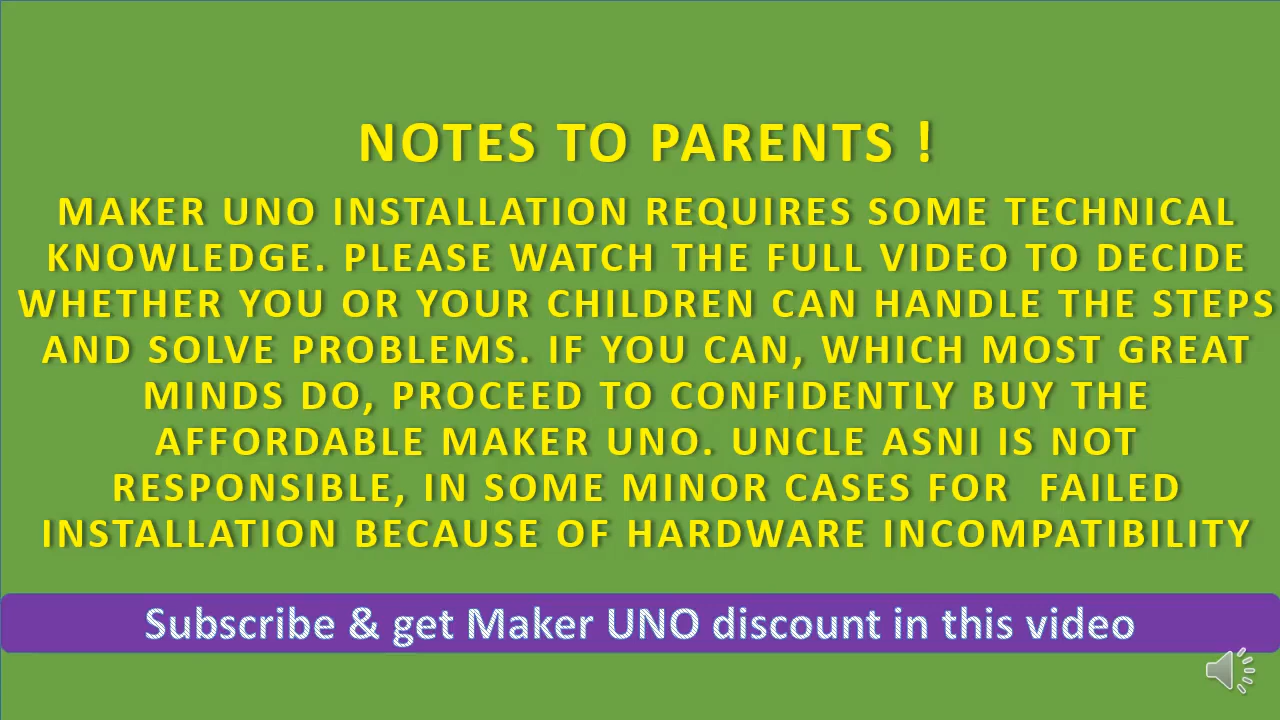 NOTES TO PARENTS !
MAKER UNO INSTALLATION REQUIRES SOME TECHNICAL
KNOWLEDGE. PLEASE WATCH THE FULL VIDEO TO DECIDE
WHETHER YOU OR YOUR CHILDREN CAN HANDLE THE STEPS
AND SOLVE PROBLEMS. IF YOU CAN, WHICH MOST GREAT
MINDS DO, PROCEED TO CONFIDENTLY BUY THE
AFFORDABLE MAKER UNO. UNCLE ASNI IS NOT
RESPONSIBLE, IN SOME MINOR CASES FOR  FAILED
INSTALLATION BECAUSE OF HARDWARE INCOMPATIBILITY
Subscribe & get Maker UNO discount in this video